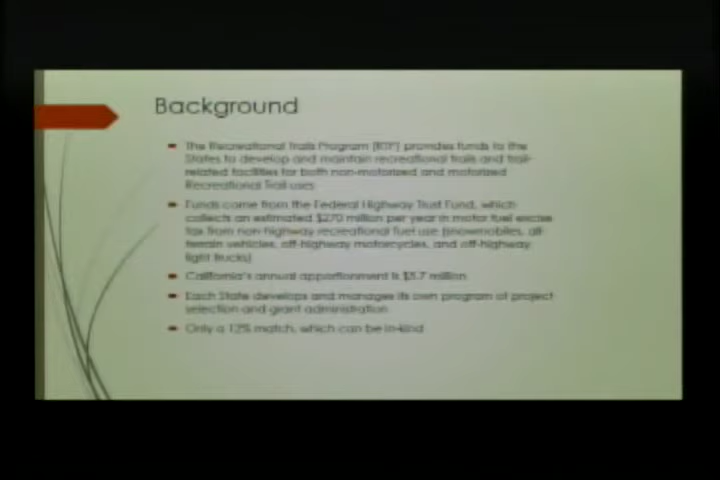 Background
The Recreational Trails Program (RTP) provides funds to the
States to develop and maintain recreational trails and trail-
related facilities for both non-motorized and motorized
Recreational Trail uses
Funds come from the Federal Highway Trust Fund, which
collects an estimated $270 million per year in motor fuel excise
tax from non-highway recreational fuel use (snowmobiles, all-
terrain vehicles, off-highway motorcycles, and off-highway
light trucks)
California's annual apportionment is $5.7 million
Each State develops and manages its own program of project
selection and grant administration
Only a 12% match, which can be in-kind